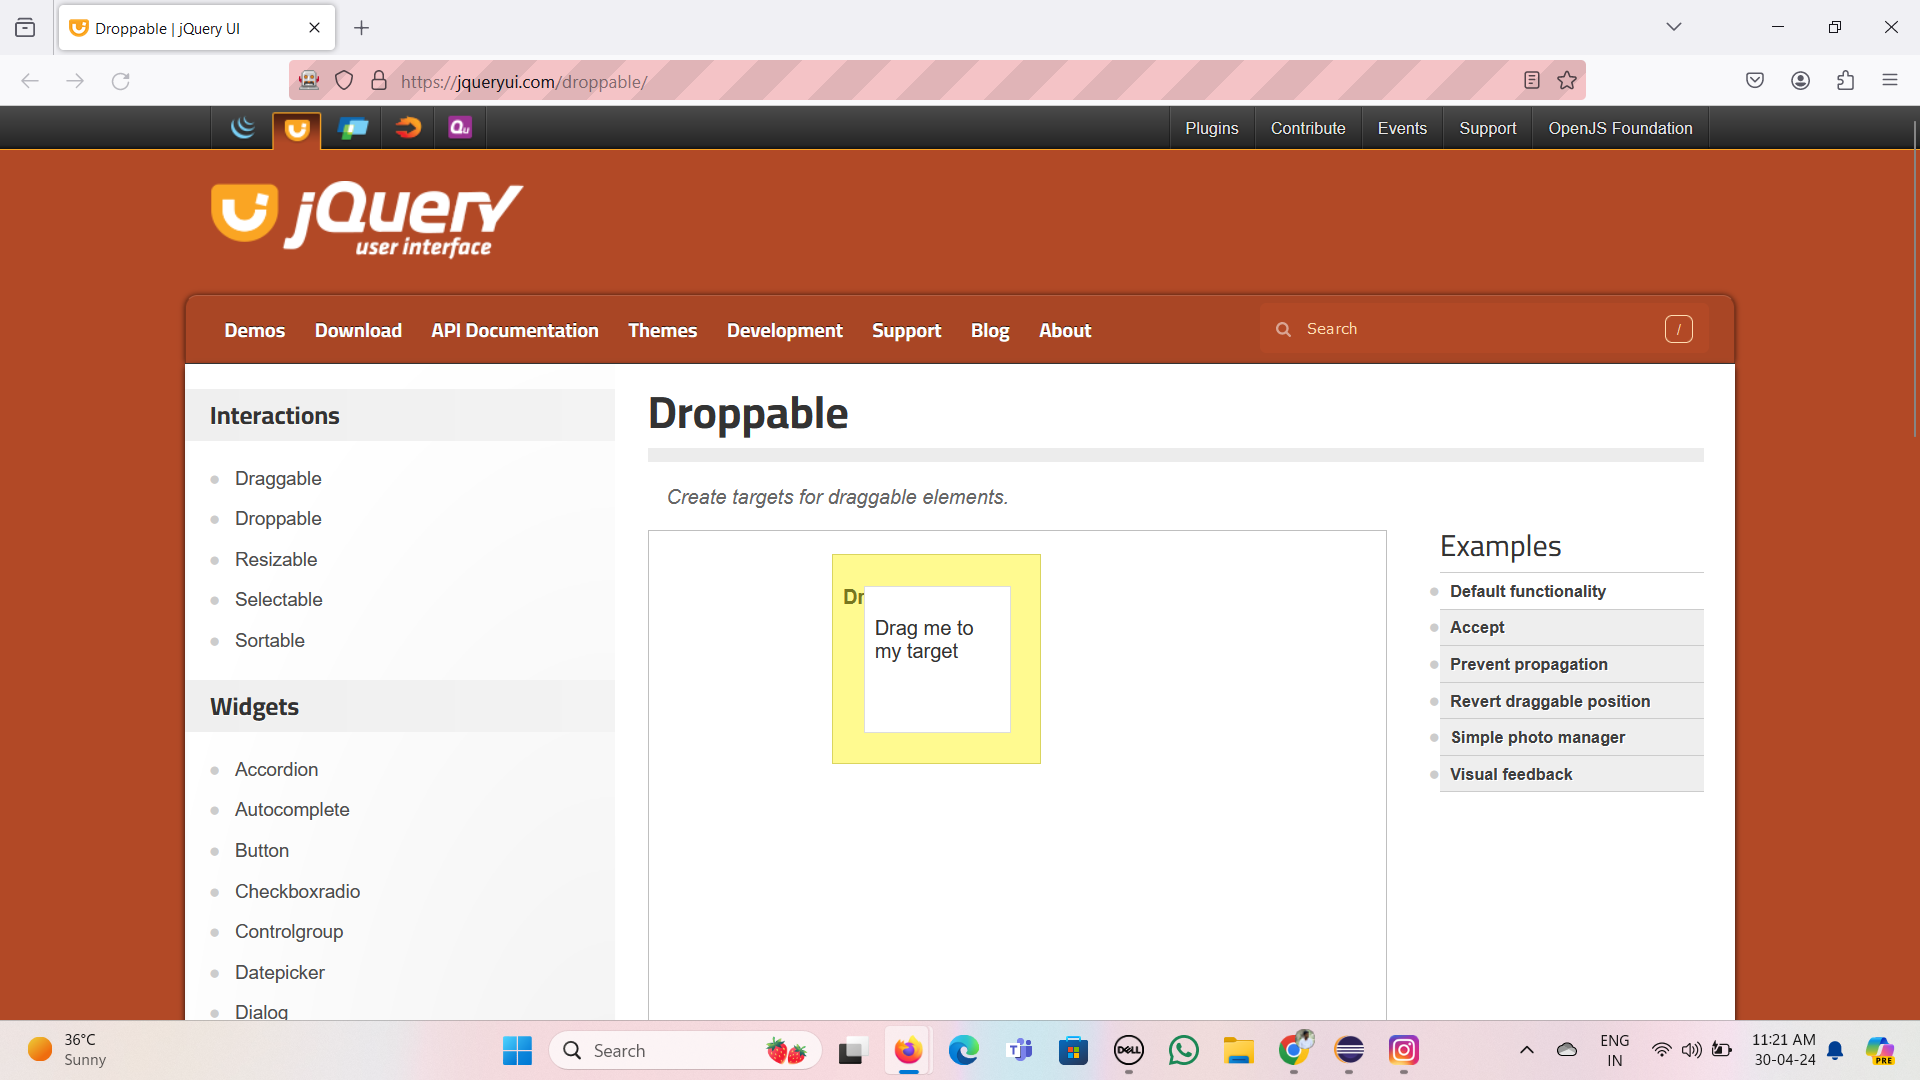 Droppable | jQuery UI
https://jqueryui.com/droppable/
Qu
Plugins
Contribute
Events
Support
OpenJS Foundation
jQuery
user interface
Demos
Download
API Documentation
Themes
Development
Support
Blog
About
Search
/
Interactions
Draggable
Droppable
Resizable
Selectable
Sortable
Widgets
Accordion
Autocomplete
Button
Checkboxradio
Controlgroup
Datepicker
Dialog
Droppable
Create targets for draggable elements.
Dr
Drag me to
my target
Examples
Default functionality
Accept
Prevent propagation
Revert draggable position
Simple photo manager
Visual feedback
36°C
Sunny
Search
DELL
ENG
IN
11:21 AM
30-04-24
PRE